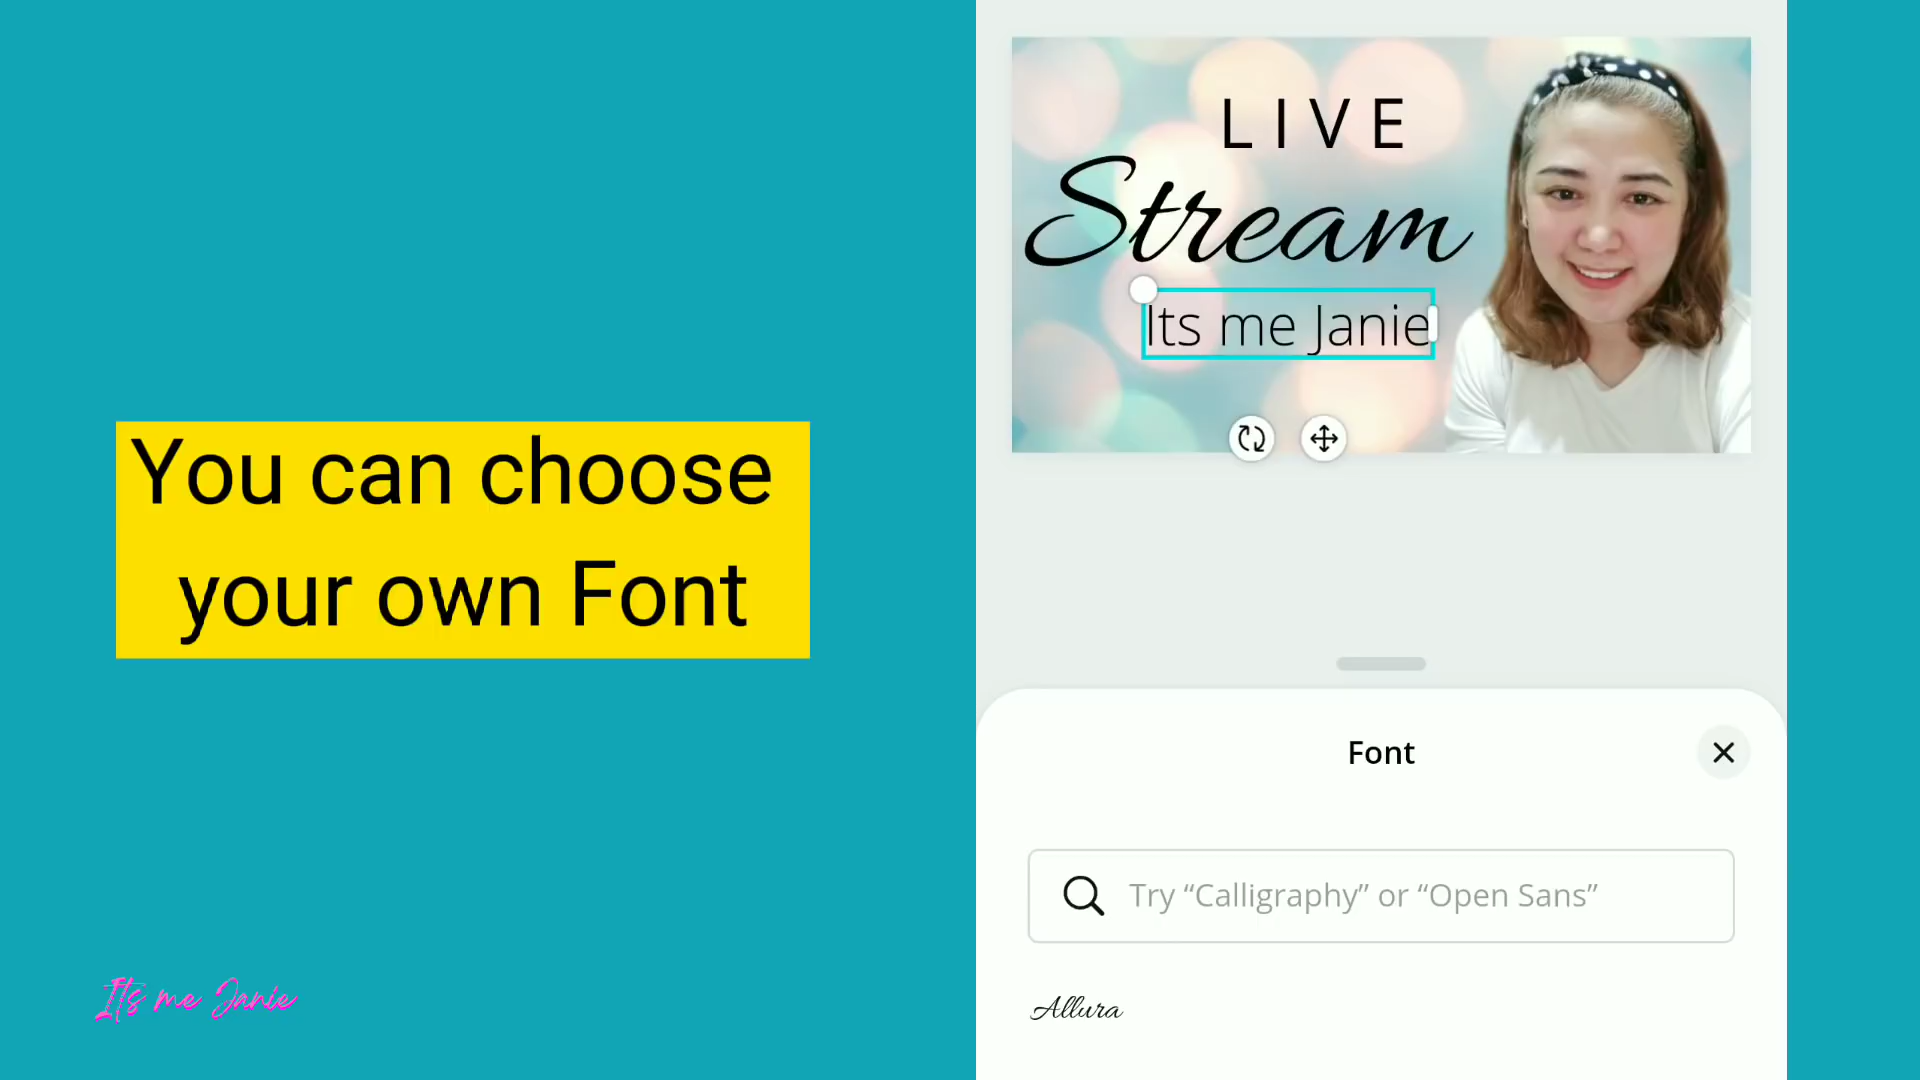 You can choose
your own Font
Its me Janie
LIVE
Stream
Its me Janie
Font
Try “Calligraphy” or “Open Sans”
Allura